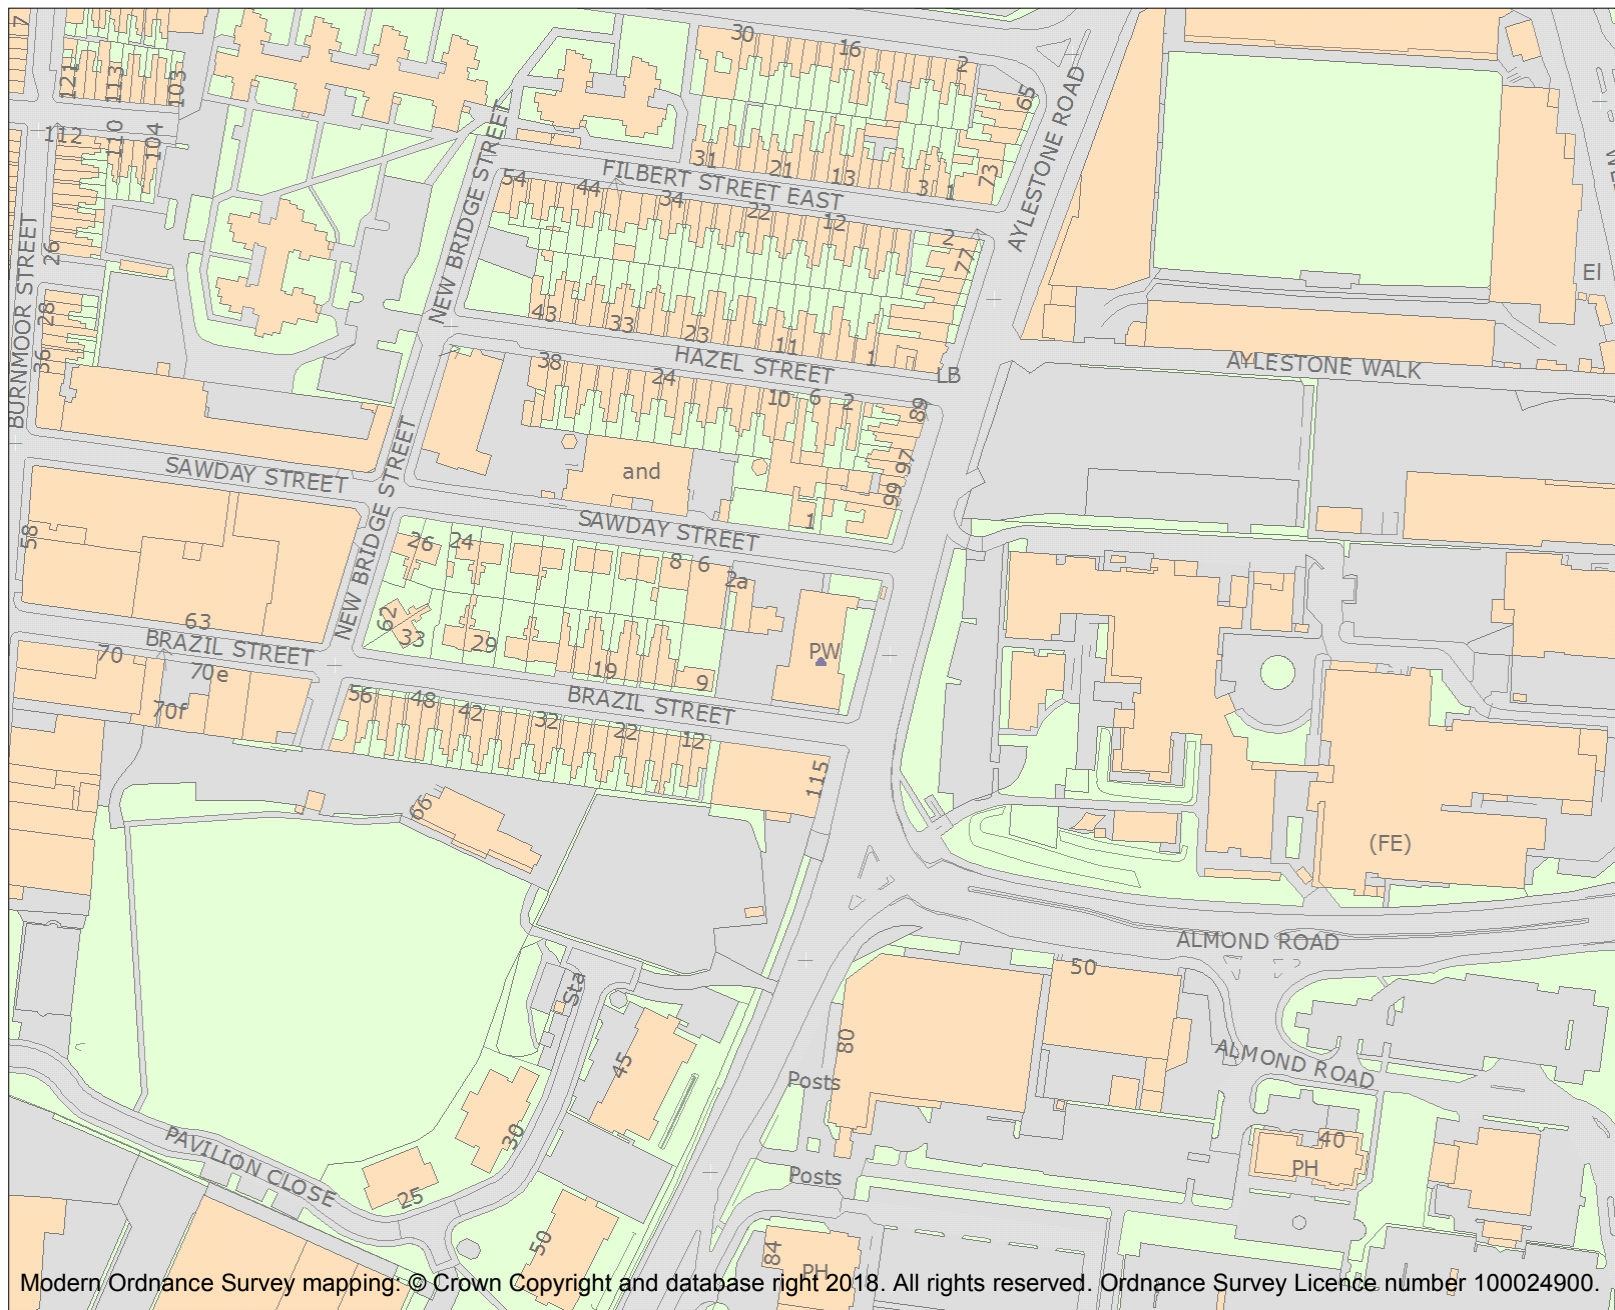 7
30
16
2
121
113
103
65
AYLESTONE ROAD
112
110
104
NEW BRIDGE STREET
31
21
13
3
1
73
FILBERT STREET EAST
54
44
34
22
12
2
77
BURNMOOR STREET
26
28
36
El
43
33
23
11
1
HAZEL STREET
LB
AYLESTONE WALK
38
24
10
6
2
89
97
99
NEW BRIDGE STREET
SAWDAY STREET
and
58
SAWDAY STREET
1
26
24
8
6
2a
62
33
29
19
9
PW
63
BRAZIL STREET
70
70e
70f
56
48
42
32
22
12
BRAZIL STREET
115
66
(FE)
ALMOND ROAD
50
Sta
45
80
Posts
ALMOND ROAD
PAVILION CLOSE
30
25
40
PH
Posts
50
84
PH
Modern Ordnance Survey mapping: © Crown Copyright and database right 2018. All rights reserved. Ordnance Survey Licence number 100024900.